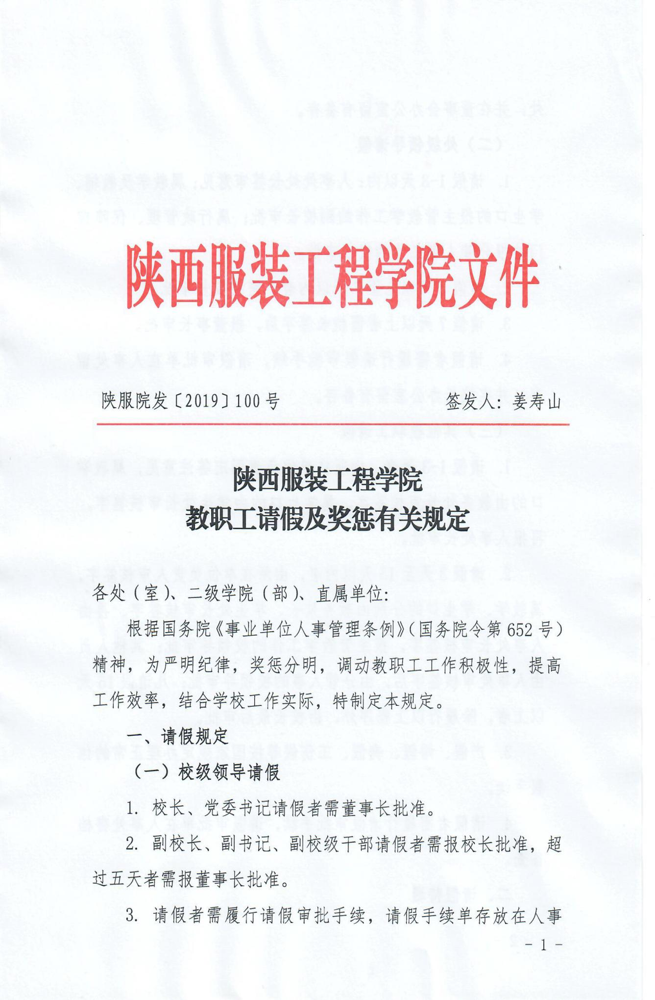 陕西服装工程学院文件
陕服院发〔2019〕100号 签发人：姜寿山
陕西服装工程学院
教职工请假及奖惩有关规定
各处（室）、二级学院（部）、直属单位：
根据国务院《事业单位人事管理条例》（国务院令第652号）
精神，为严明纪律，奖惩分明，调动教职工工作积极性，提高
工作效率，结合学校工作实际，特制定本规定。
一、请假规定
（一）校级领导请假
1. 校长、党委书记请假者需董事长批准。
2. 副校长、副书记、副校级干部请假者需报校长批准，超
过五天者需报董事长批准。
3. 请假者需履行请假审批手续，请假手续单存放在人事
- 1 -